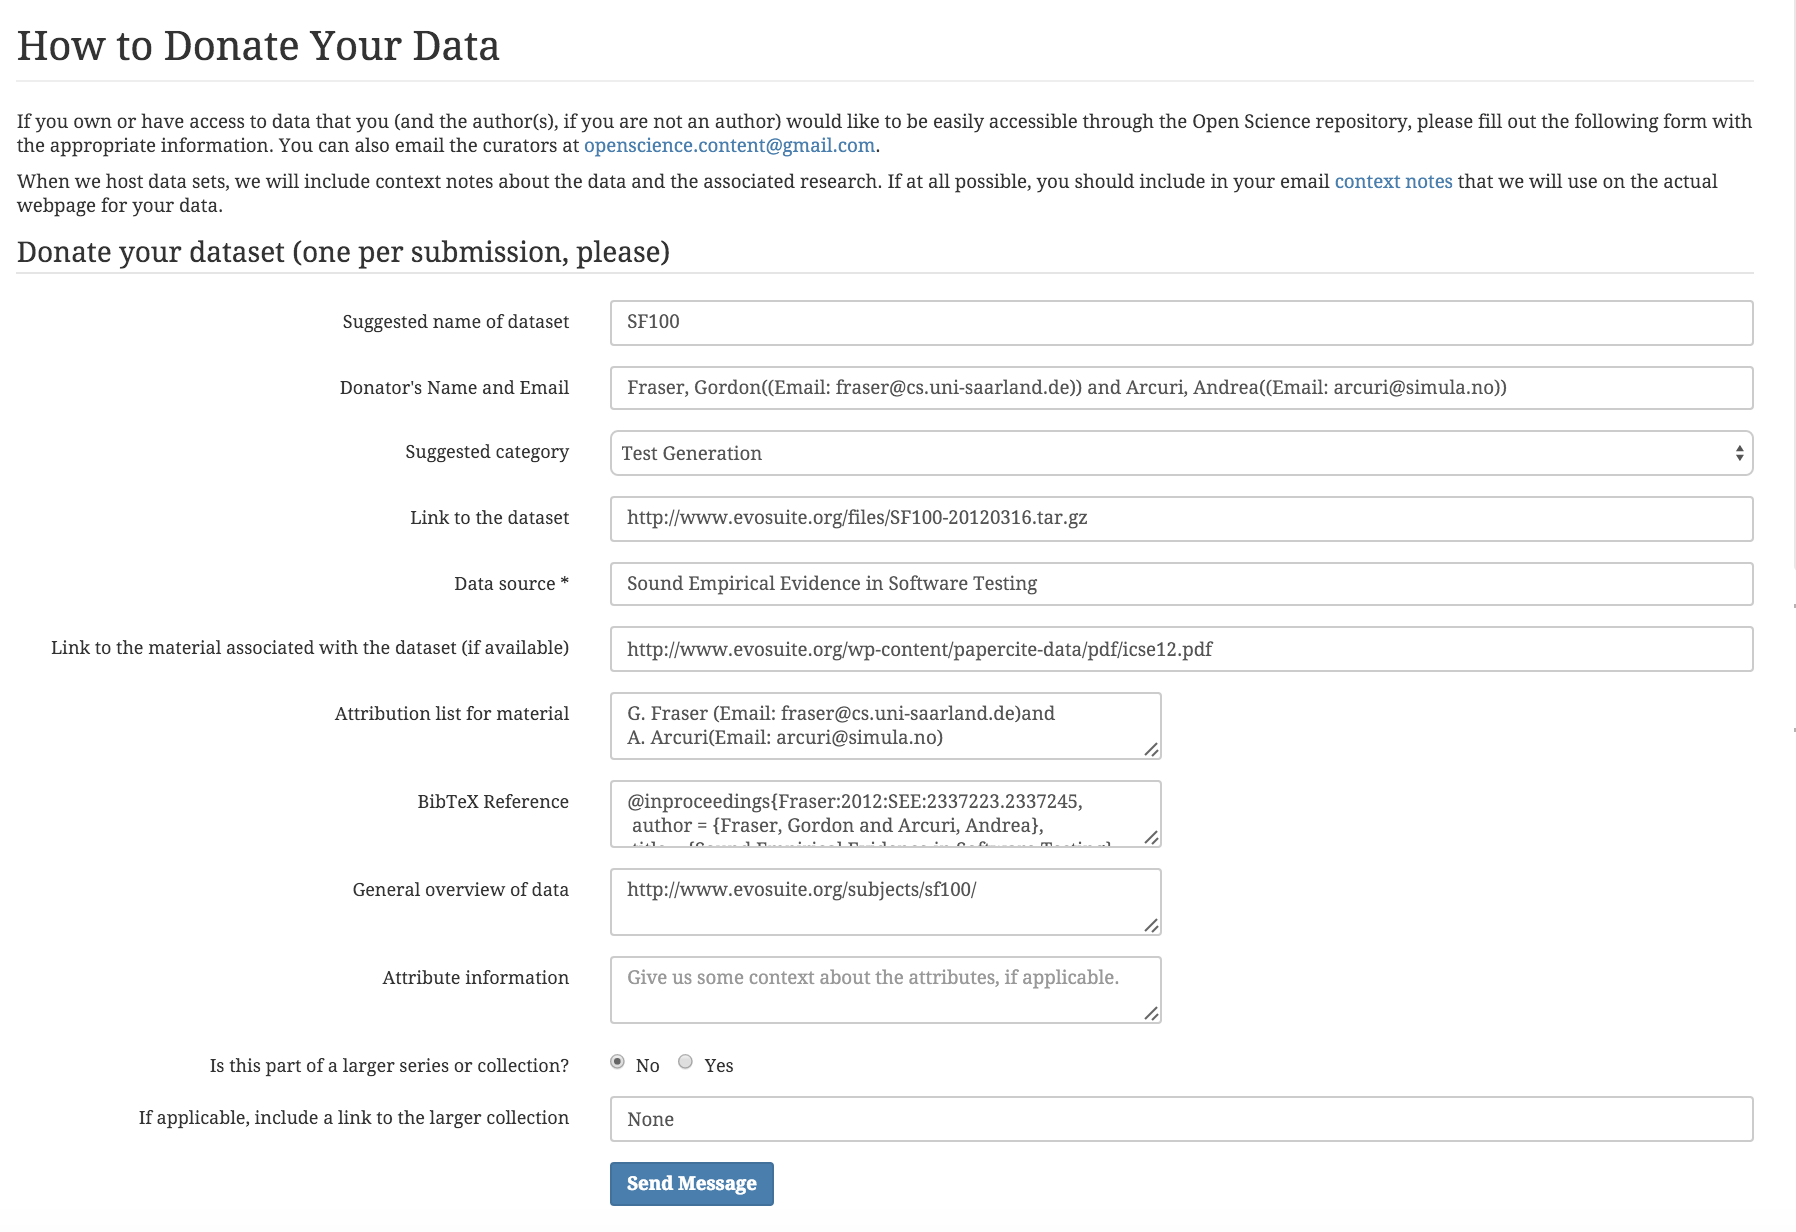 How to Donate Your Data
If you own or have access to data that you (and the author(s), if you are not an author) would like to be easily accessible through the Open Science repository, please fill out the following form with
the appropriate information. You can also email the curators at openscience.content@gmail.com.
When we host data sets, we will include context notes about the data and the associated research. If at all possible, you should include in your email context notes that we will use on the actual
webpage for your data.
Donate your dataset (one per submission, please)
Suggested name of dataset SF100
Donator's Name and Email Fraser, Gordon((Email: fraser@cs.uni-saarland.de)) and Arcuri, Andrea((Email: arcuri@simula.no))
Suggested category Test Generation
Link to the dataset http://www.evosuite.org/files/SF100-20120316.tar.gz
Data source * Sound Empirical Evidence in Software Testing
Link to the material associated with the dataset (if available) http://www.evosuite.org/wp-content/papercite-data/pdf/icse12.pdf
Attribution list for material G. Fraser (Email: fraser@cs.uni-saarland.de)and
A. Arcuri(Email: arcuri@simula.no)
BibTeX Reference @inproceedings{Fraser:2012:SEE:2337223.2337245,
author = {Fraser, Gordon and Arcuri, Andrea},
title = {Sound Empirical Evidence in Software Testing}
General overview of data http://www.evosuite.org/subjects/sf100/
Attribute information Give us some context about the attributes, if applicable.
Is this part of a larger series or collection? No Yes
If applicable, include a link to the larger collection None
Send Message